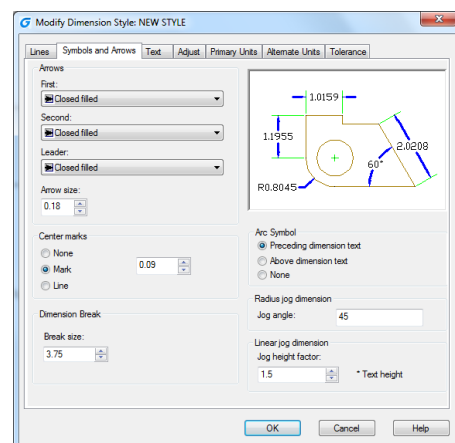 Modify Dimension Style: NEW STYLE
Lines Symbols and Arrows Text Adjust Primary Units Alternate Units Tolerance
Arrows
First:
Closed filled
Second:
Closed filled
Leader:
Closed filled
Arrow size:
0.18
Center marks
None
Mark
0.09
Line
Dimension Break
Break size:
3.75
1.0159
1.1955
2.0208
60°
R0.8045
Arc Symbol
Preceding dimension text
Above dimension text
None
Radius jog dimension
Jog angle:
45
Linear jog dimension
Jog height factor:
1.5
* Text height
OK Cancel Help